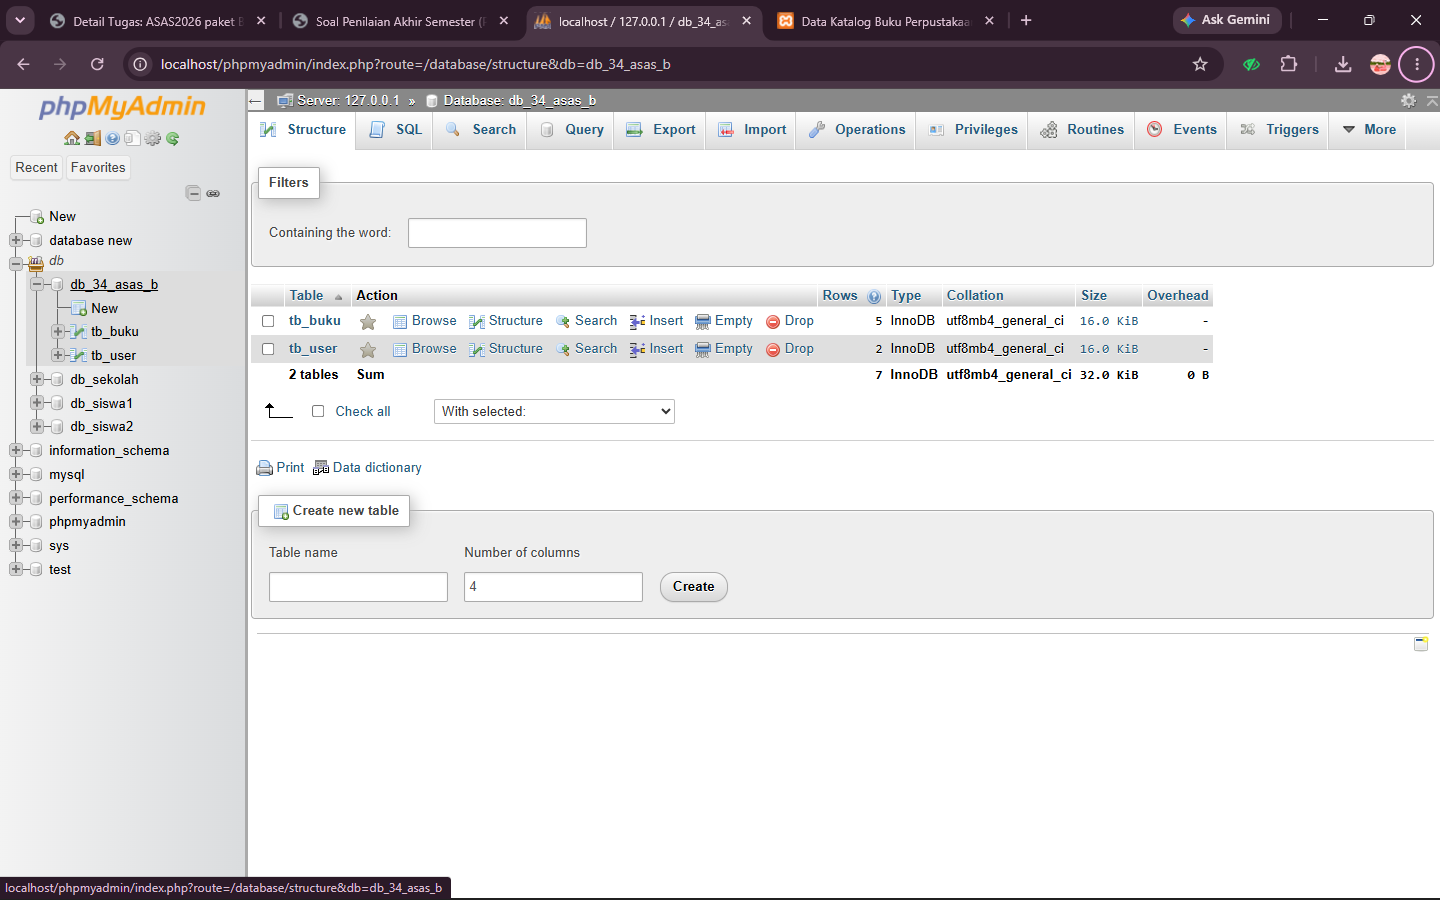 Detail Tugas: ASAS2026 paket B
Soal Penilaian Akhir Semester (P
localhost / 127.0.0.1 / db_34_as
Data Katalog Buku Perpustakaa
Ask Gemini
localhost/phpmyadmin/index.php?route=/database/structure&db=db_34_asas_b
phpMyAdmin
Recent
Favorites
New
database new
db
db_34_asas_b
New
tb_buku
tb_user
db_sekolah
db_siswa1
db_siswa2
information_schema
mysql
performance_schema
phpmyadmin
sys
test
Server: 127.0.0.1 » Database: db_34_asas_b
Structure SQL Search Query Export Import Operations Privileges Routines Events Triggers More
Filters
Containing the word:
Table Action Rows Type Collation Size Overhead
tb_buku Browse Structure Search Insert Empty Drop 5 InnoDB utf8mb4_general_ci 16.0 KiB -
tb_user Browse Structure Search Insert Empty Drop 2 InnoDB utf8mb4_general_ci 16.0 KiB -
2 tables Sum 7 InnoDB utf8mb4_general_ci 32.0 KiB 0 B
Check all With selected:
Print Data dictionary
Create new table
Table name Number of columns
4 Create
localhost/phpmyadmin/index.php?route=/database/structure&db=db_34_asas_b